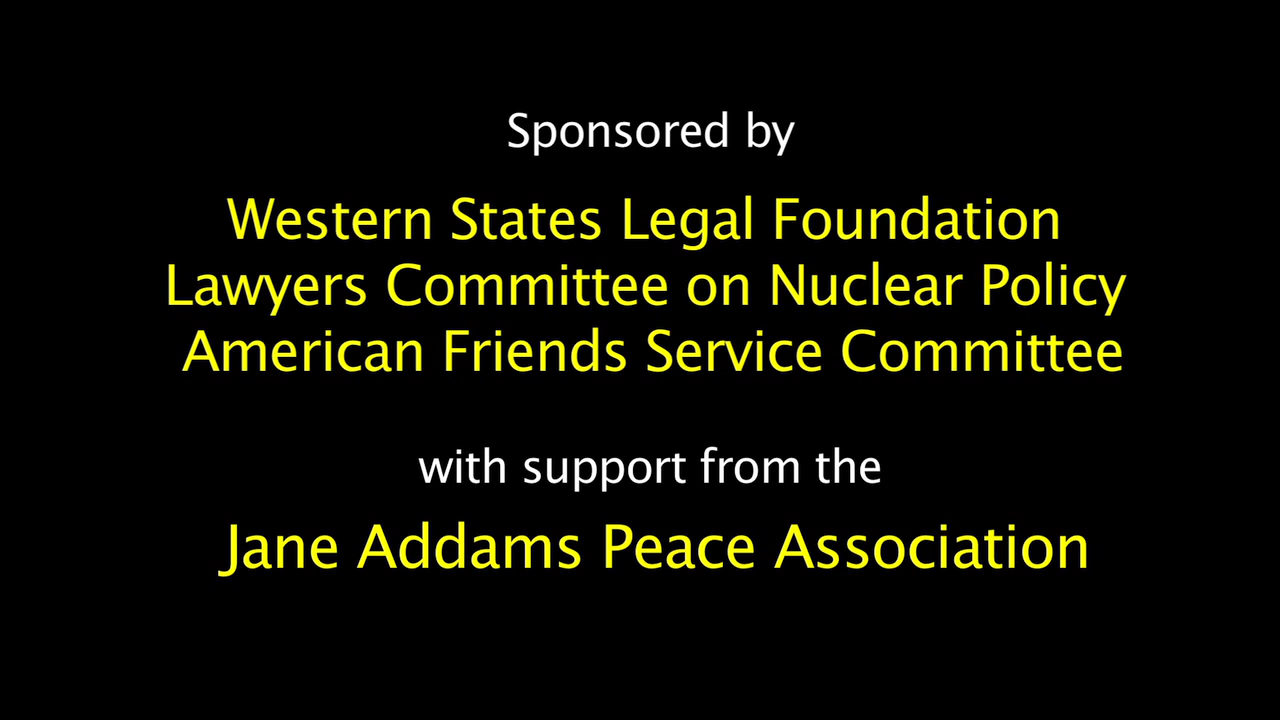 Sponsored by
Western States Legal Foundation
Lawyers Committee on Nuclear Policy
American Friends Service Committee
with support from the
Jane Addams Peace Association